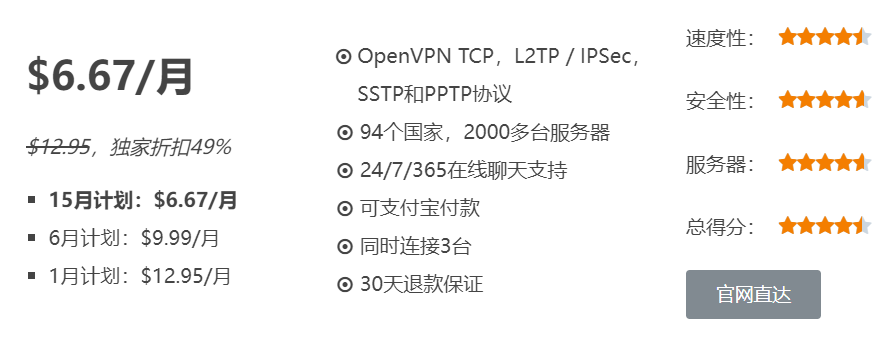 $6.67/月
$12.95，独家折扣49%
15月计划：$6.67/月
6月计划：$9.99/月
1月计划：$12.95/月
OpenVPN TCP，L2TP / IPSec，
SSTP和PPTP协议
94个国家，2000多台服务器
24/7/365在线聊天支持
可支付宝付款
同时连接3台
30天退款保证
速度性：
安全性：
服务器：
总得分：
官网直达